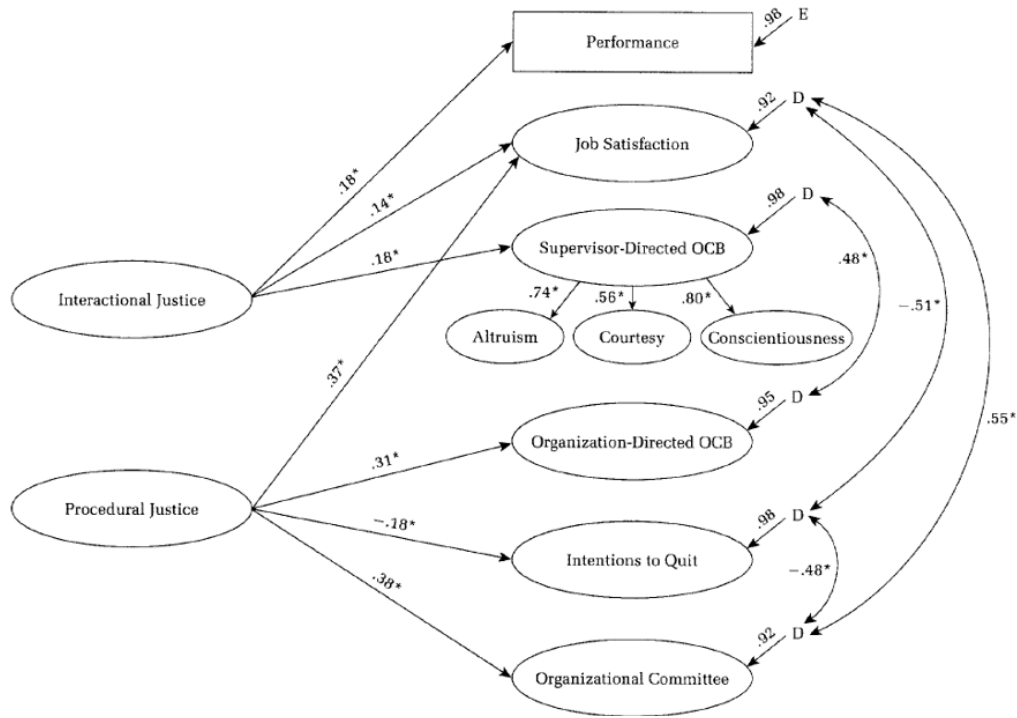 .98 E
Performance
.92 D
Job Satisfaction
.18*
.14*
.98 D
Supervisor-Directed OCB
.18*
.48*
Interactional Justice
.74* .56* .80*
-.51*
Altruism Courtesy Conscientiousness
.37*
.95 D
.55*
Organization-Directed OCB
.31*
Procedural Justice
-.18*
.98 D
Intentions to Quit
-.48*
.38*
.92 D
Organizational Committee